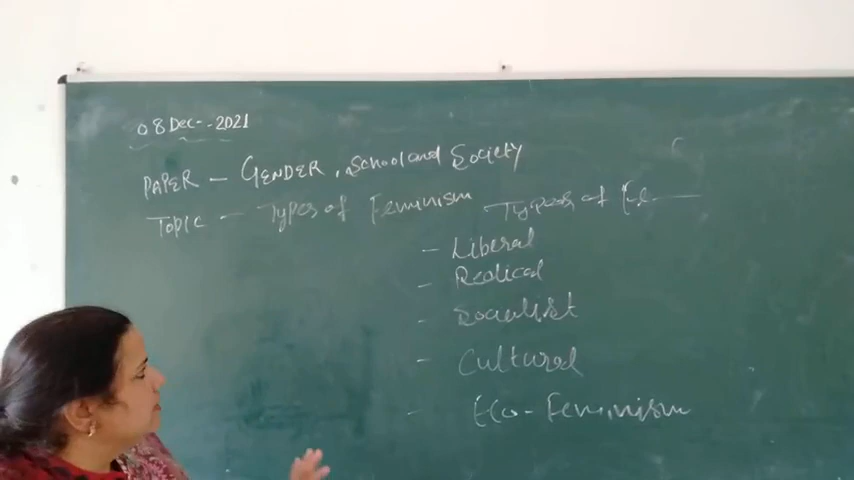 08 Dec - 2021
PAPER - GENDER, School and Society
Topic - Types of Feminism - Types of Fe
- Liberal
- Redical
- Socialist
- Cultural
- Eco-Feminism